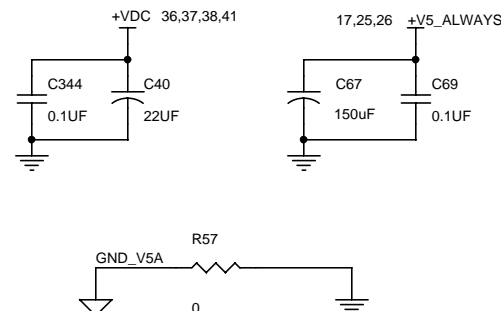 +VDC 36,37,38,41
17,25,26 +V5_ALWAYS
C344
C40
C67
C69
0.1UF
22UF
150uF
0.1UF
R57
GND_V5A
0